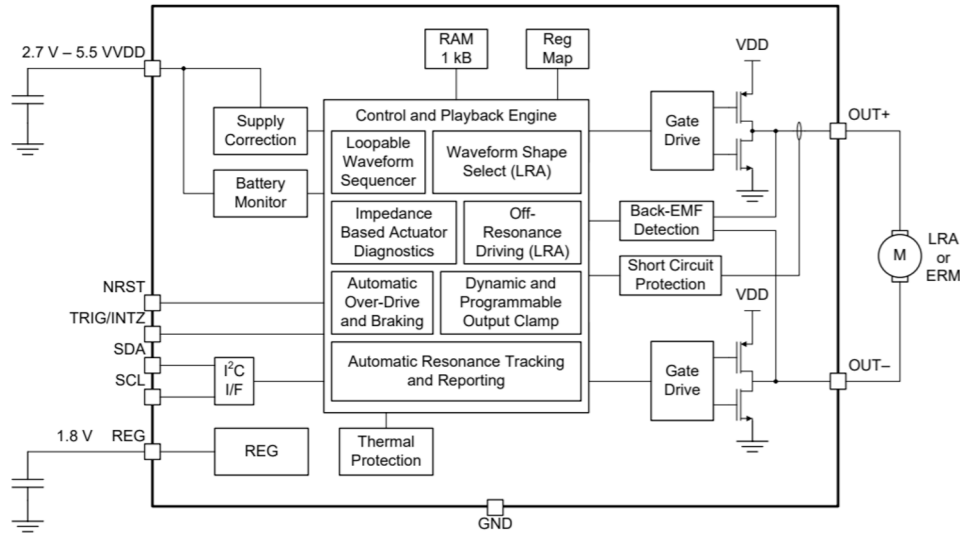 RAM
1 kB
Reg
Map
2.7 V – 5.5 VVDD
VDD
Control and Playback Engine
Supply
Correction
Loopable
Waveform
Sequencer
Waveform Shape
Select (LRA)
Gate
Drive
OUT+
Battery
Monitor
Impedance
Based Actuator
Diagnostics
Off-
Resonance
Driving (LRA)
Back-EMF
Detection
M
LRA
or
ERM
Short Circuit
Protection
NRST
Automatic
Over-Drive
and Braking
Dynamic and
Programmable
Output Clamp
VDD
TRIG/INTZ
SDA
SCL
I²C
I/F
Automatic Resonance Tracking
and Reporting
Gate
Drive
OUT–
1.8 V
REG
REG
Thermal
Protection
GND